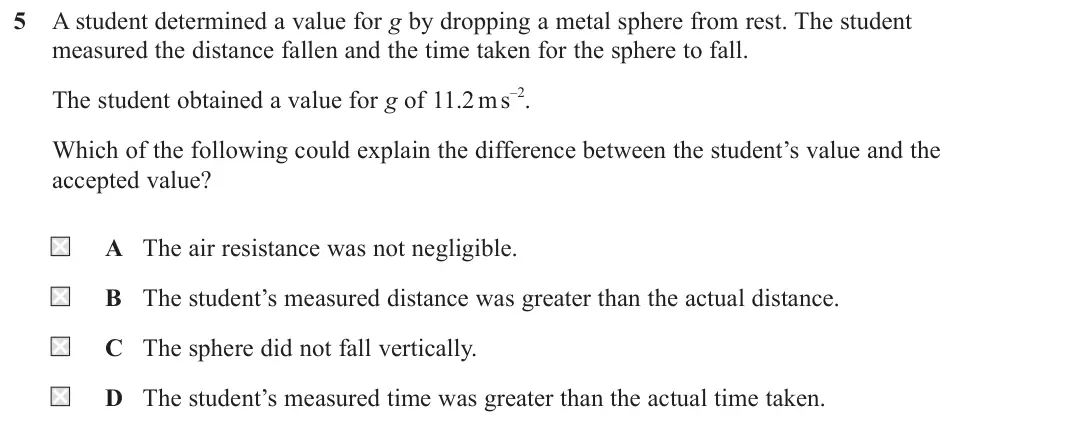 5 A student determined a value for g by dropping a metal sphere from rest. The student
measured the distance fallen and the time taken for the sphere to fall.
The student obtained a value for g of 11.2 m s⁻².
Which of the following could explain the difference between the student’s value and the
accepted value?
A The air resistance was not negligible.
B The student’s measured distance was greater than the actual distance.
C The sphere did not fall vertically.
D The student’s measured time was greater than the actual time taken.